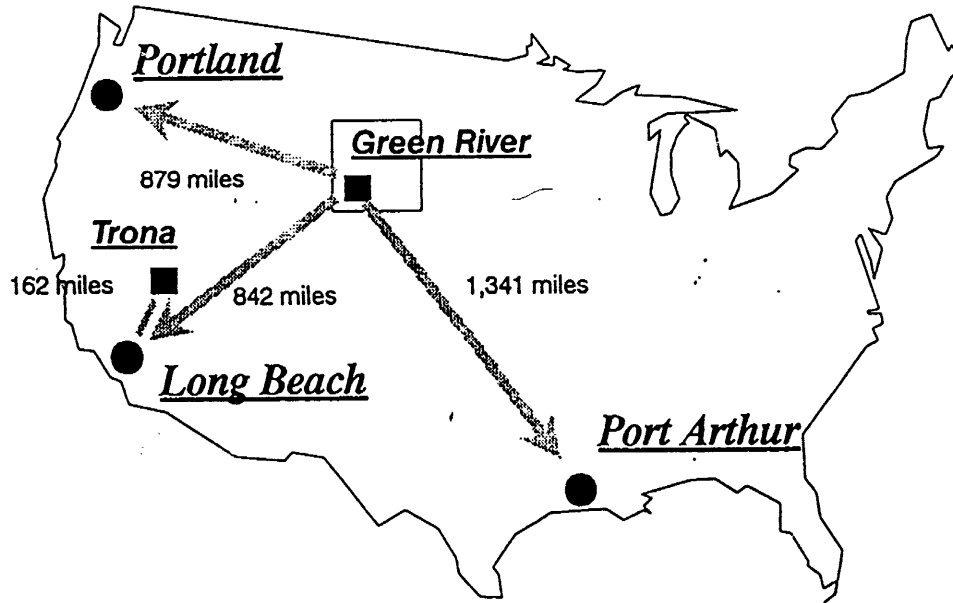 Portland
Green River
879 miles
Trona
162 miles
842 miles
1,341 miles
Long Beach
Port Arthur